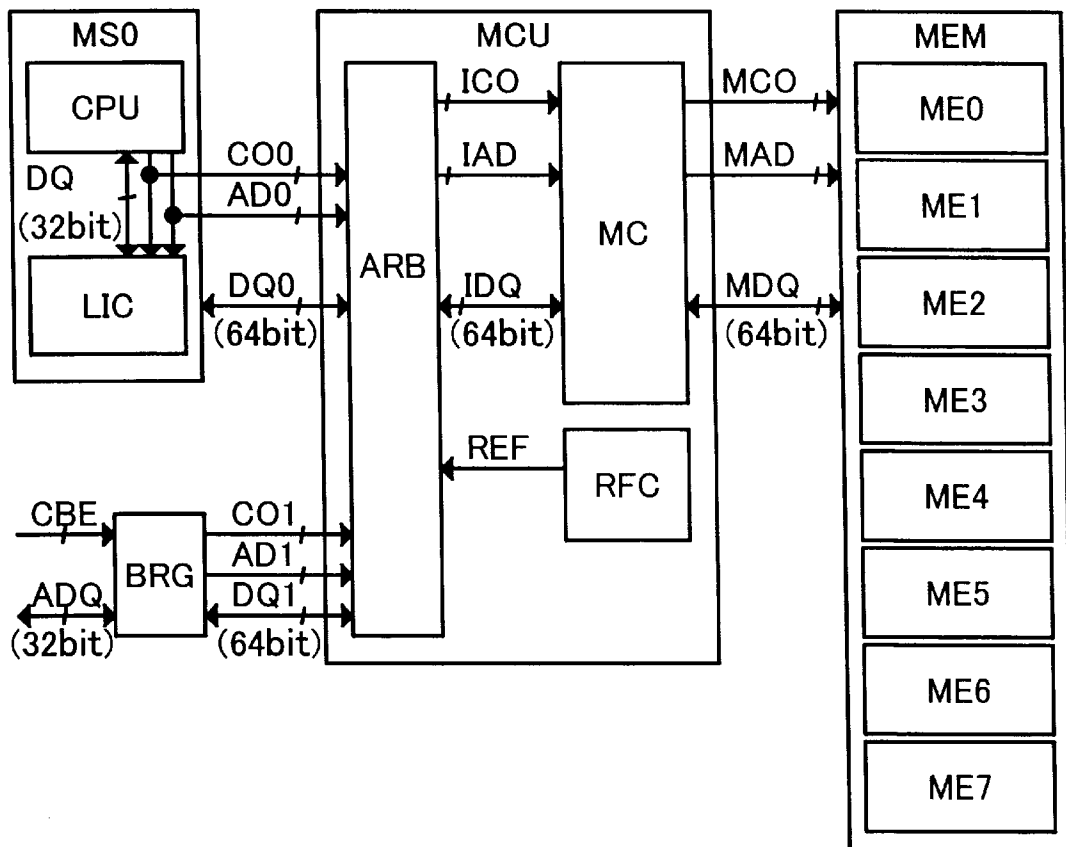 MS0
CPU
DQ
(32bit)
LIC
CO0
AD0
DQ0
(64bit)
MCU
ARB
ICO
IAD
IDQ
(64bit)
MC
REF
RFC
MCO
MAD
MDQ
(64bit)
MEM
ME0
ME1
ME2
ME3
ME4
ME5
ME6
ME7
CBE
ADQ
(32bit)
BRG
CO1
AD1
DQ1
(64bit)